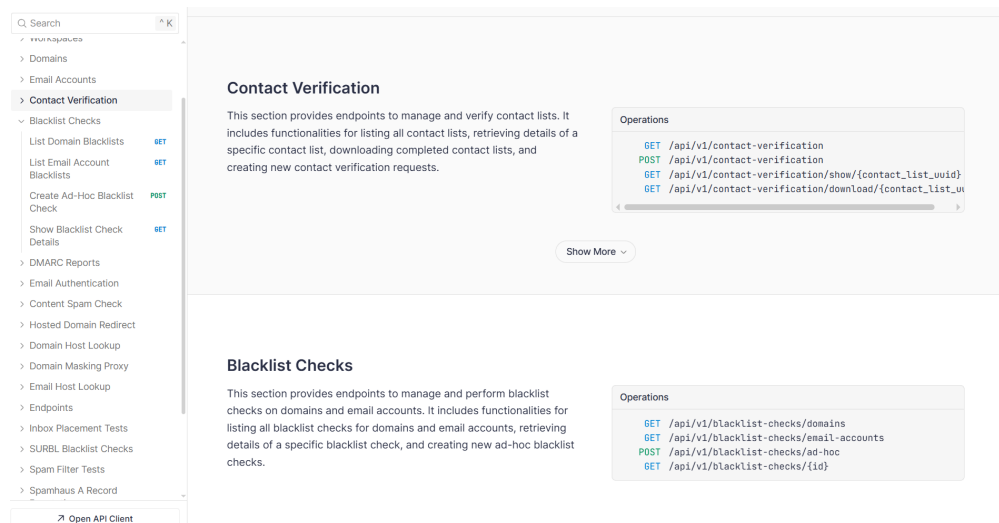 Search
^ K
Workspaces
Domains
Email Accounts
Contact Verification
Blacklist Checks
List Domain Blacklists GET
List Email Account GET
Blacklists
Create Ad-Hoc Blacklist POST
Check
Show Blacklist Check GET
Details
DMARC Reports
Email Authentication
Content Spam Check
Hosted Domain Redirect
Domain Host Lookup
Domain Masking Proxy
Email Host Lookup
Endpoints
Inbox Placement Tests
SURBL Blacklist Checks
Spam Filter Tests
Spamhaus A Record
Open API Client
Contact Verification
This section provides endpoints to manage and verify contact lists. It
includes functionalities for listing all contact lists, retrieving details of a
specific contact list, downloading completed contact lists, and
creating new contact verification requests.
Operations
GET /api/v1/contact-verification
POST /api/v1/contact-verification
GET /api/v1/contact-verification/show/{contact_list_uuid}
GET /api/v1/contact-verification/download/{contact_list_uu
Show More
Blacklist Checks
This section provides endpoints to manage and perform blacklist
checks on domains and email accounts. It includes functionalities for
listing all blacklist checks for domains and email accounts, retrieving
details of a specific blacklist check, and creating new ad-hoc blacklist
checks.
Operations
GET /api/v1/blacklist-checks/domains
GET /api/v1/blacklist-checks/email-accounts
POST /api/v1/blacklist-checks/ad-hoc
GET /api/v1/blacklist-checks/{id}